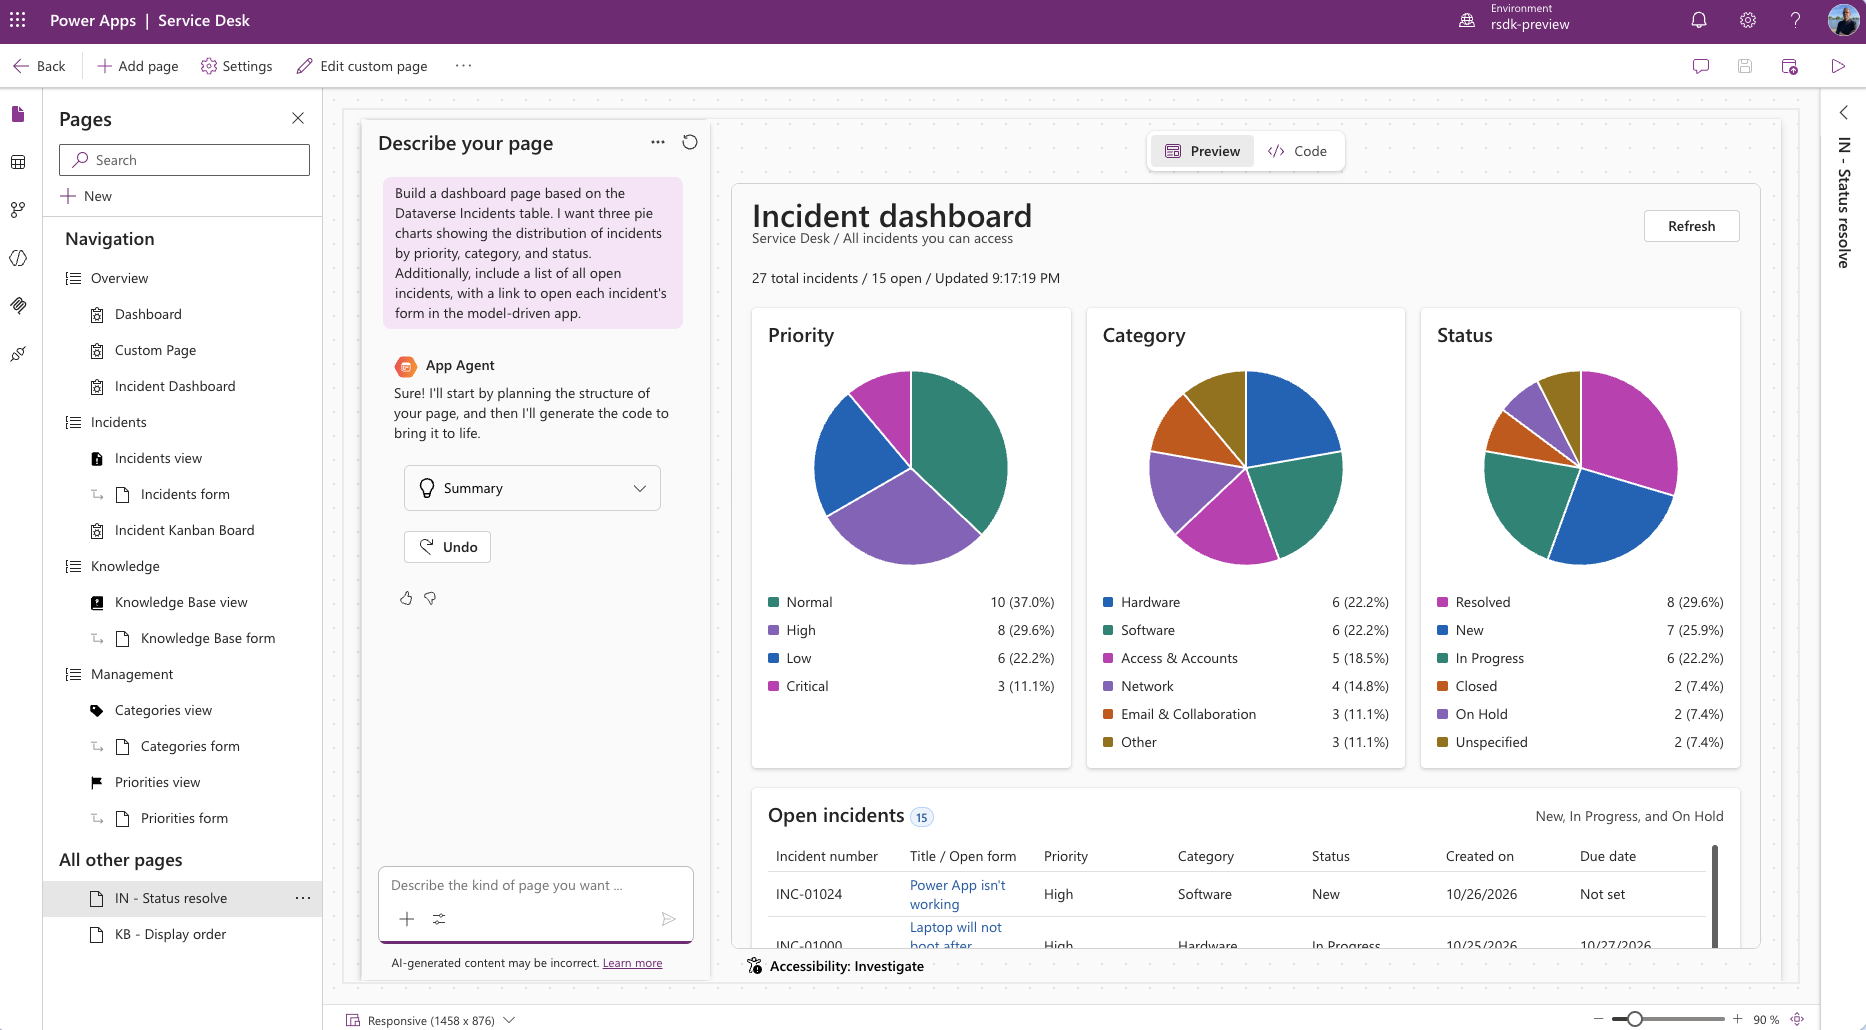 Power Apps | Service Desk
Environment
rsdk-preview
Back
Add page
Settings
Edit custom page
Pages
Search
New
Navigation
Overview
Dashboard
Custom Page
Incident Dashboard
Incidents
Incidents view
Incidents form
Incident Kanban Board
Knowledge
Knowledge Base view
Knowledge Base form
Management
Categories view
Categories form
Priorities view
Priorities form
All other pages
IN - Status resolve
KB - Display order
Describe your page
Build a dashboard page based on the
Dataverse Incidents table. I want three pie
charts showing the distribution of incidents
by priority, category, and status.
Additionally, include a list of all open
incidents, with a link to open each incident's
form in the model-driven app.
App Agent
Sure! I'll start by planning the structure of
your page, and then I'll generate the code to
bring it to life.
Summary
Undo
Describe the kind of page you want ...
AI-generated content may be incorrect. Learn more
Preview
Code
Incident dashboard
Service Desk / All incidents you can access
Refresh
27 total incidents / 15 open / Updated 9:17:19 PM
Priority
Normal 10 (37.0%)
High 8 (29.6%)
Low 6 (22.2%)
Critical 3 (11.1%)
Category
Hardware 6 (22.2%)
Software 6 (22.2%)
Access & Accounts 5 (18.5%)
Network 4 (14.8%)
Email & Collaboration 3 (11.1%)
Other 3 (11.1%)
Status
Resolved 8 (29.6%)
New 7 (25.9%)
In Progress 6 (22.2%)
Closed 2 (7.4%)
On Hold 2 (7.4%)
Unspecified 2 (7.4%)
Open incidents 15
New, In Progress, and On Hold
Incident number Title / Open form Priority Category Status Created on Due date
INC-01024 Power App isn't working High Software New 10/26/2026 Not set
INC-01000 Laptop will not boot after High Hardware In Progress 10/25/2026 10/27/2026
Accessibility: Investigate
Responsive (1458 x 876)
90 %
IN - Status resolve